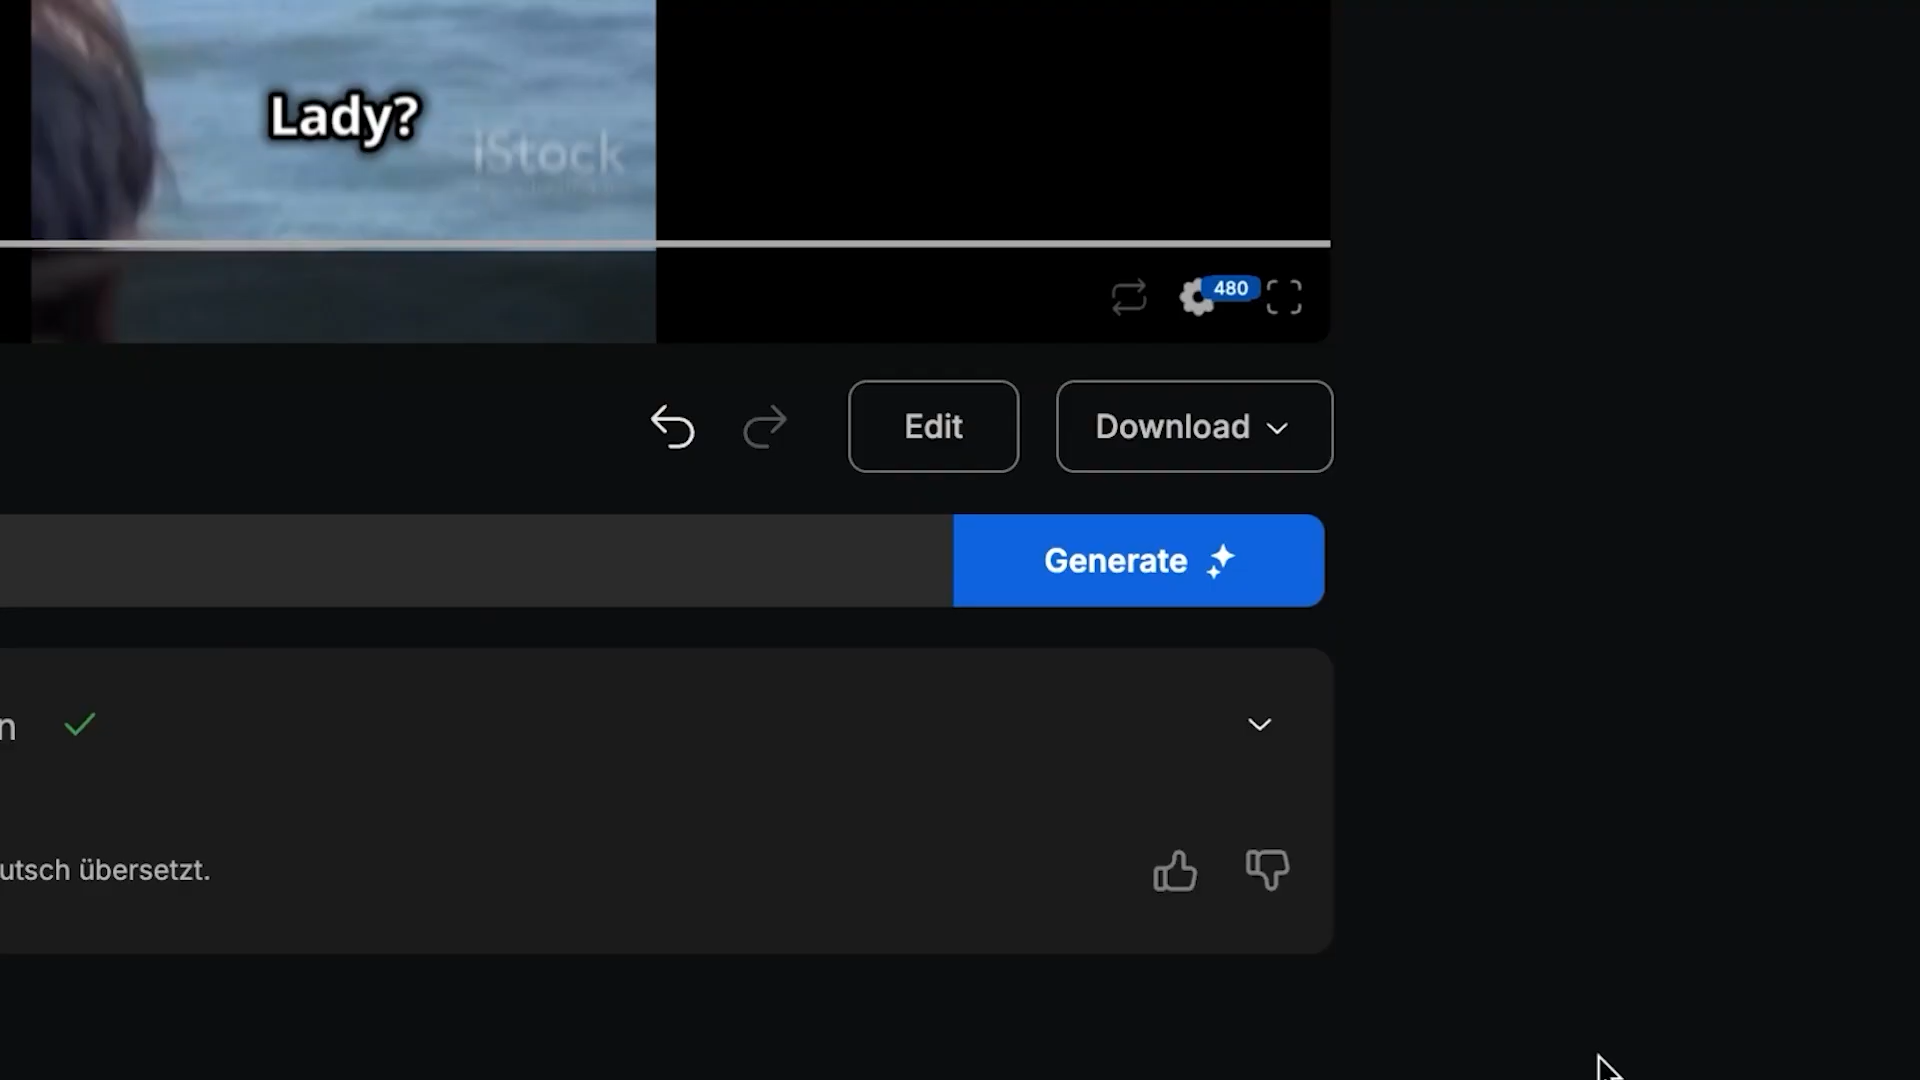 Lady?
iStock
480
Edit
Download
Generate
n
utsch übersetzt.